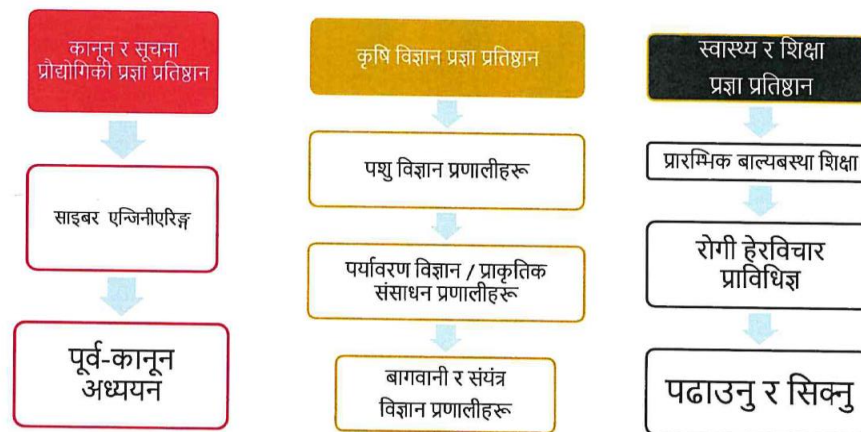 कानून र सूचना
प्रौद्योगिकी प्रज्ञा प्रतिष्ठान
साइबर एन्जिनीएरिङ्ग
पूर्व-कानून
अध्ययन
कृषि विज्ञान प्रज्ञा प्रतिष्ठान
पशु विज्ञान प्रणालीहरू
पर्यावरण विज्ञान / प्राकृतिक
संसाधन प्रणालीहरू
बागवानी र संयंत्र
विज्ञान प्रणालीहरू
स्वास्थ्य र शिक्षा
प्रज्ञा प्रतिष्ठान
प्रारम्भिक बाल्यबस्था शिक्षा
रोगी हेरविचार
प्राविधिज्ञ
पढाउनु र सिक्नु